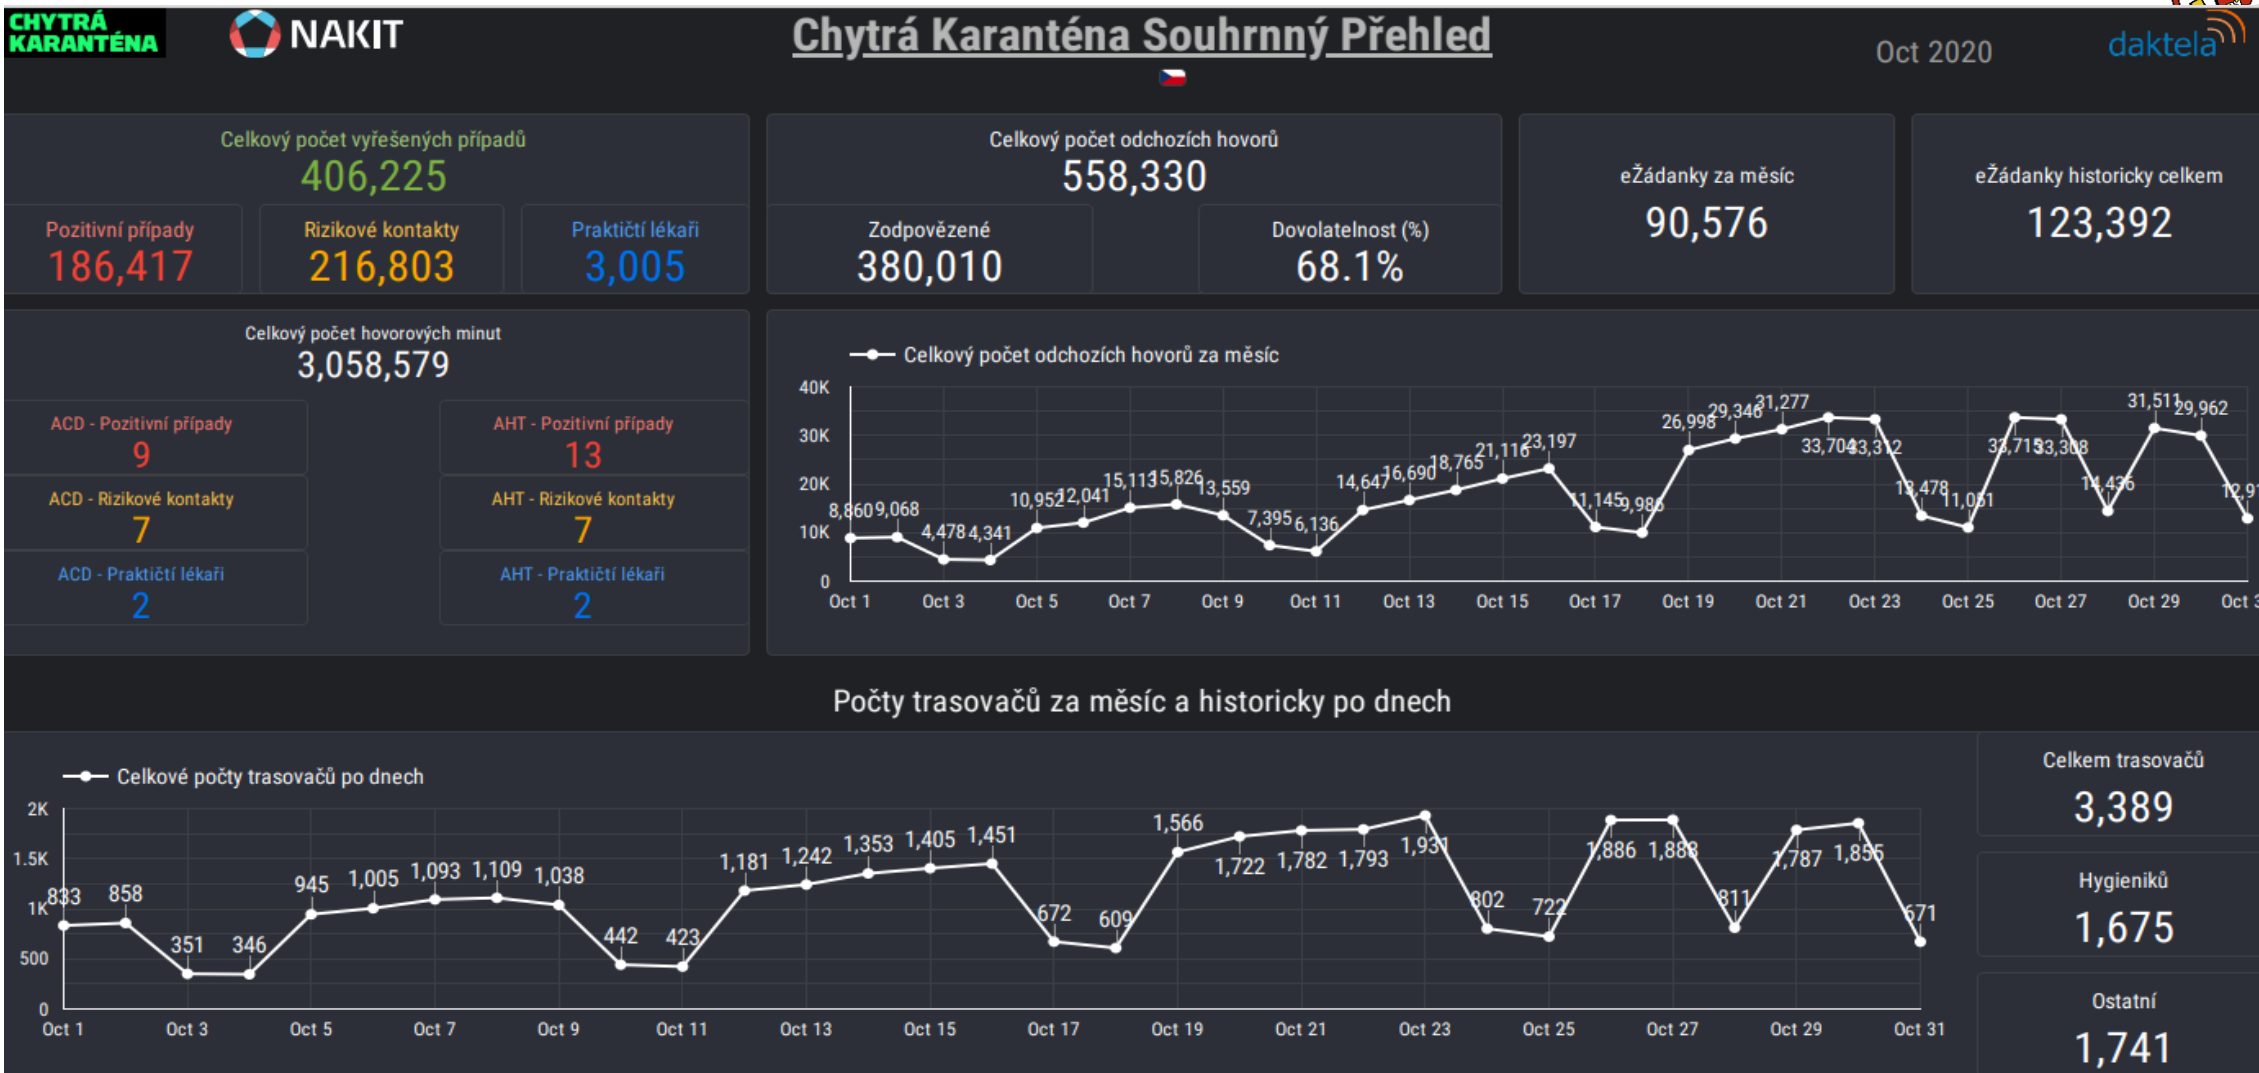 CHYTRÁ
KARANTÉNA
NAKIT
Chytrá Karanténa Souhrnný Přehled
Oct 2020
daktela
Celkový počet vyřešených případů
406,225
Pozitivní případy
186,417
Rizikové kontakty
216,803
Praktičtí lékaři
3,005
Celkový počet odchozích hovorů
558,330
Zodpovězené
380,010
Dovolatelnost (%)
68.1%
eŽádanky za měsíc
90,576
eŽádanky historicky celkem
123,392
Celkový počet hovorových minut
3,058,579
ACD - Pozitivní případy
9
AHT - Pozitivní případy
13
ACD - Rizikové kontakty
7
AHT - Rizikové kontakty
7
ACD - Praktičtí lékaři
2
AHT - Praktičtí lékaři
2
Celkový počet odchozích hovorů za měsíc
40K
30K
20K
10K
0
8,860 9,068 4,478 4,341 10,952 12,041 15,113 15,826 13,559 7,395 6,136 14,647 16,690 18,765 21,116 23,197 11,145 9,986 26,998 29,346 31,277 33,704 33,312 13,478 11,051 33,715 33,308 14,436 31,511 29,962
Oct 1 Oct 3 Oct 5 Oct 7 Oct 9 Oct 11 Oct 13 Oct 15 Oct 17 Oct 19 Oct 21 Oct 23 Oct 25 Oct 27 Oct 29 Oct
Počty trasovačů za měsíc a historicky po dnech
Celkové počty trasovačů po dnech
2K
1.5K
1K
500
0
833 858 351 346 945 1,005 1,093 1,109 1,038 442 423 1,181 1,242 1,353 1,405 1,451 672 609 1,566 1,722 1,782 1,793 1,931 802 722 1,886 1,888 811 1,787 1,855 671
Oct 1 Oct 3 Oct 5 Oct 7 Oct 9 Oct 11 Oct 13 Oct 15 Oct 17 Oct 19 Oct 21 Oct 23 Oct 25 Oct 27 Oct 29 Oct 31
Celkem trasovačů
3,389
Hygieniků
1,675
Ostatní
1,741